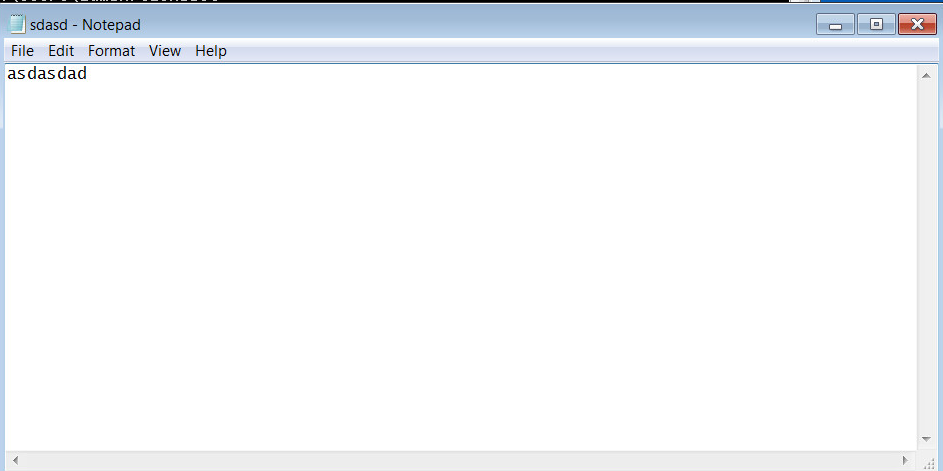 sdasd - Notepad
File Edit Format View Help
asdasdad